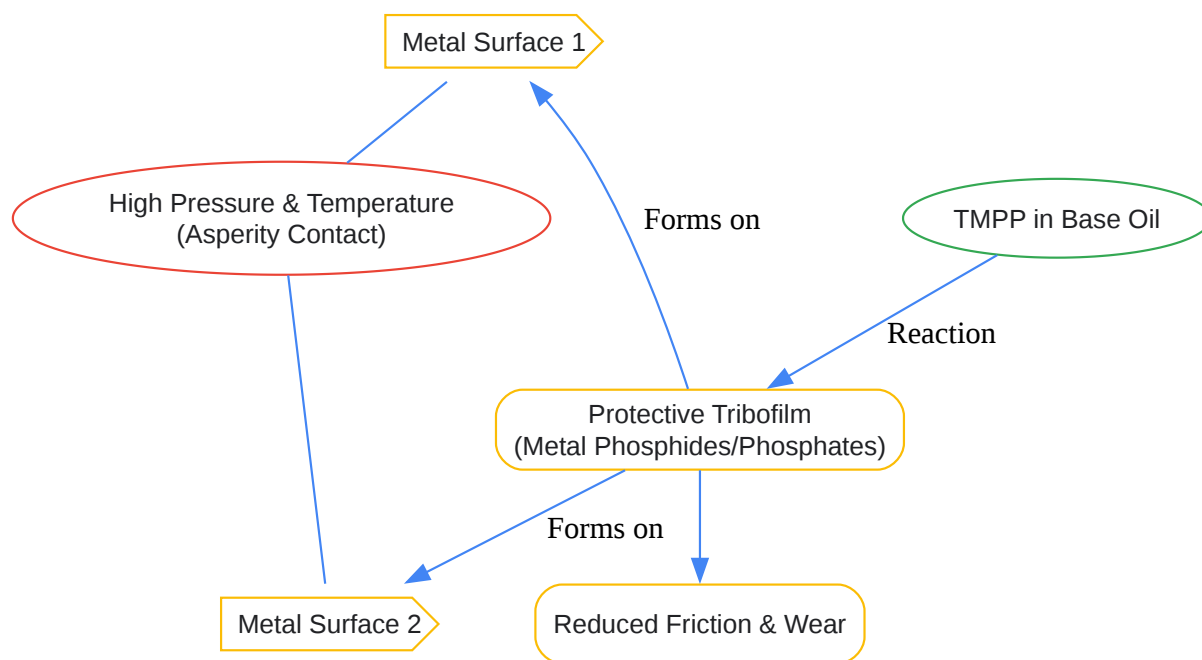 Metal Surface 1
High Pressure & Temperature
(Asperity Contact)
Forms on
TMPP in Base Oil
Reaction
Protective Tribofilm
(Metal Phosphides/Phosphates)
Forms on
Metal Surface 2
Reduced Friction & Wear